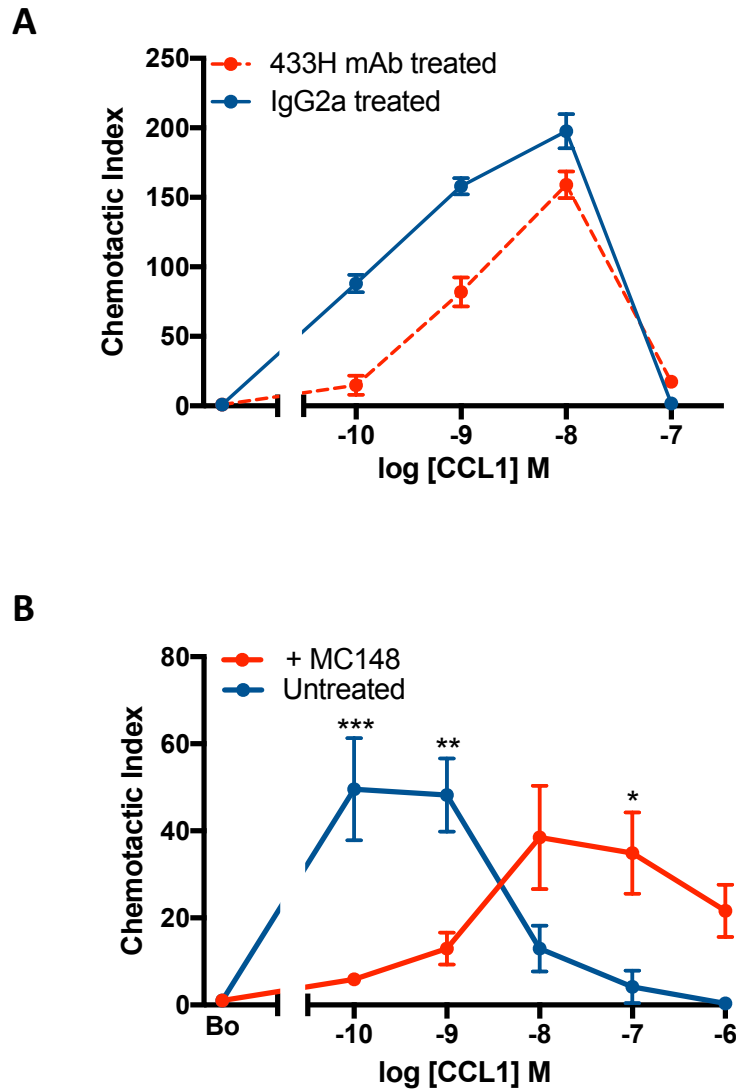 A
433H mAb treated
IgG2a treated
Chemotactic Index
250
200
150
100
50
0
-10 -9 -8 -7
log [CCL1] M
B
+ MC148
Untreated
Chemotactic Index
80
60
40
20
0
*** ** *
Bo -10 -9 -8 -7 -6
log [CCL1] M